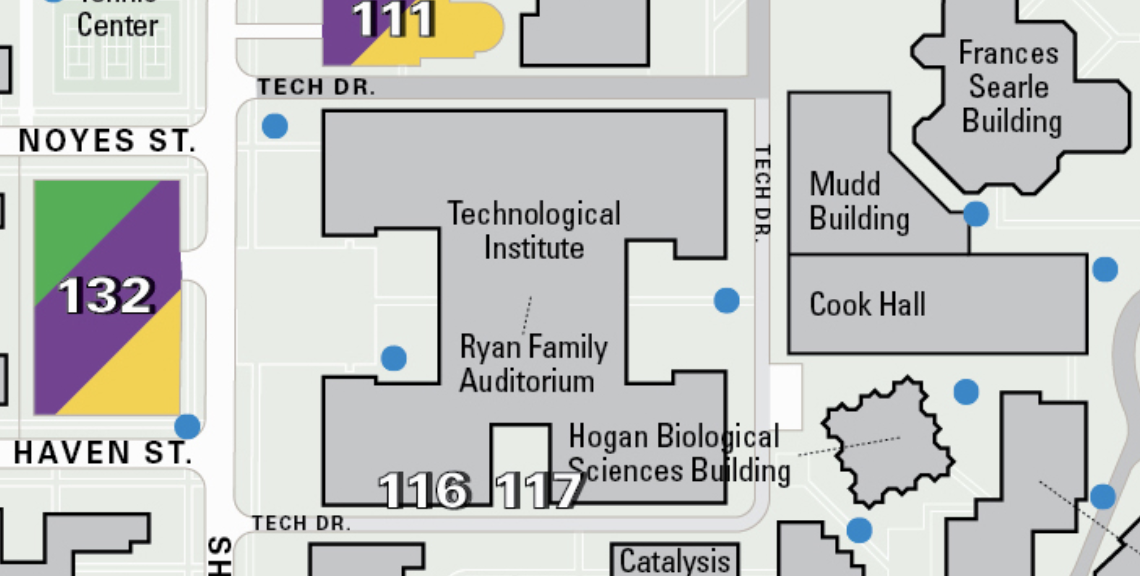 Center
111
TECH DR.
Frances
Searle
Building
NOYES ST.
TECH DR.
Mudd
Building
Technological
Institute
132
Cook Hall
Ryan Family
Auditorium
Hogan Biological
Sciences Building
HAVEN ST.
116
117
TECH DR.
SH
Catalysis